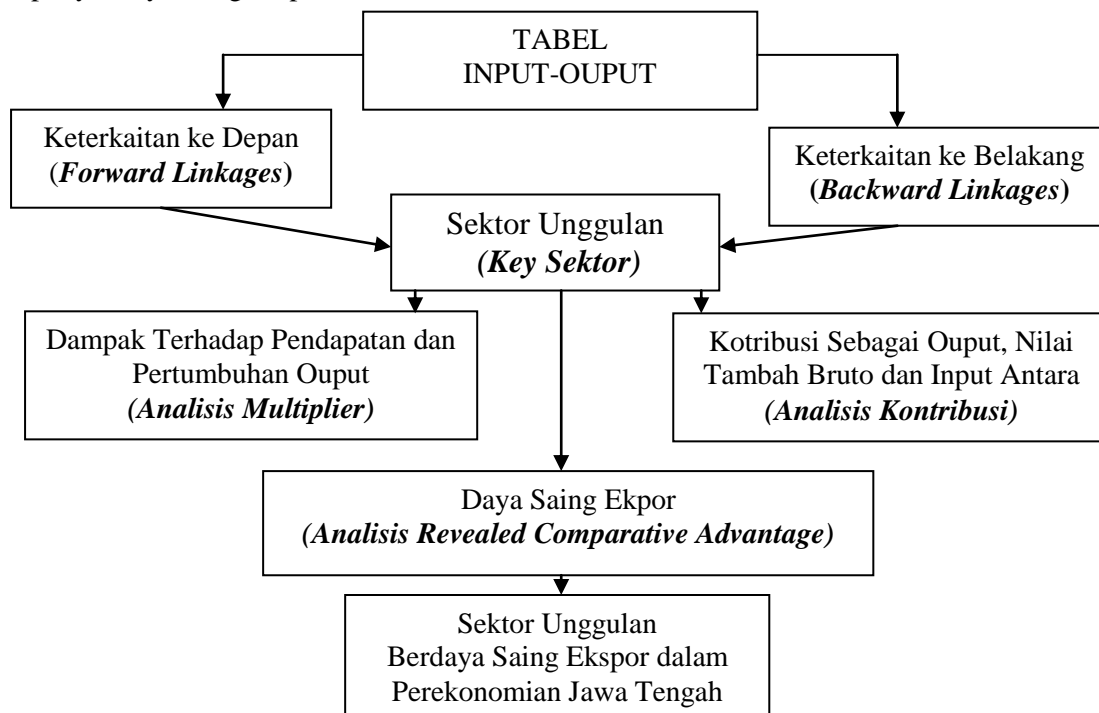 TABEL
INPUT-OUPUT
Keterkaitan ke Depan
(Forward Linkages)
Keterkaitan ke Belakang
(Backward Linkages)
Sektor Unggulan
(Key Sektor)
Dampak Terhadap Pendapatan dan
Pertumbuhan Ouput
(Analisis Multiplier)
Kotribusi Sebagai Ouput, Nilai
Tambah Bruto dan Input Antara
(Analisis Kontribusi)
Daya Saing Ekpor
(Analisis Revealed Comparative Advantage)
Sektor Unggulan
Berdaya Saing Ekspor dalam
Perekonomian Jawa Tengah